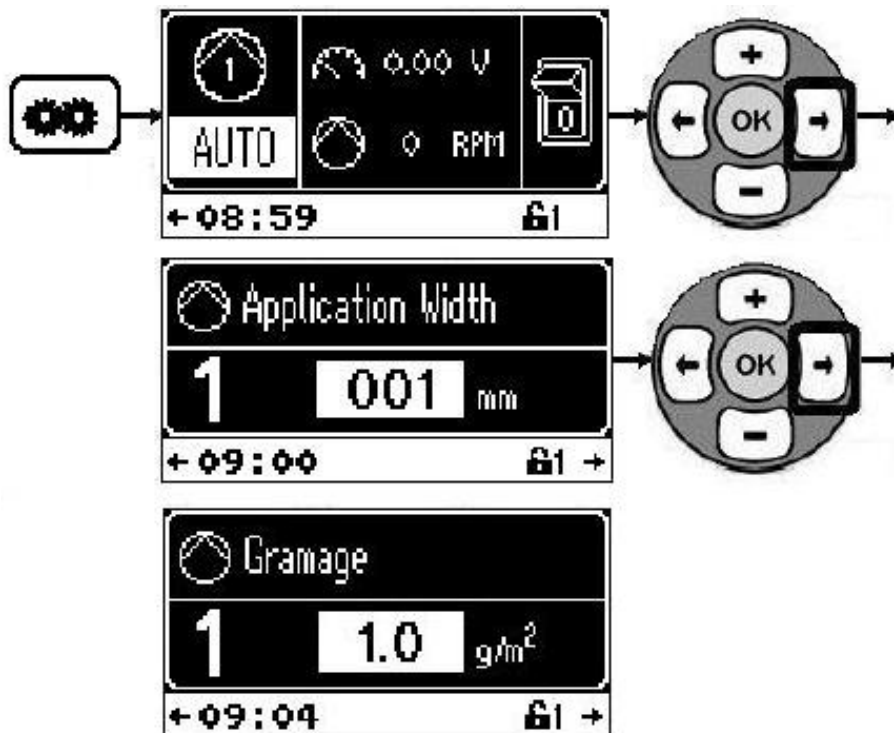 1 0.00 V
AUTO 0 RPM 0
←08:59 1
+
← OK →
−
Application Width
1 001 mm
←09:00 1 →
+
← OK →
−
Gramage
1 1.0 g/m²
←09:04 1 →